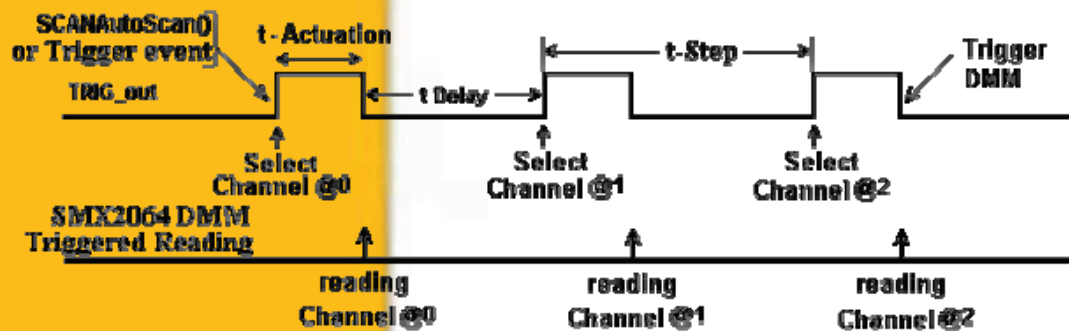 SCANAutoScan()
or Trigger event
t-Actuation
t-Step
Trigger
DMM
TRIG_out
t Delay
Select
Channel @0
Select
Channel @1
Select
Channel @2
SMX2064 DMM
Triggered Reading
reading
Channel @0
reading
Channel @1
reading
Channel @2